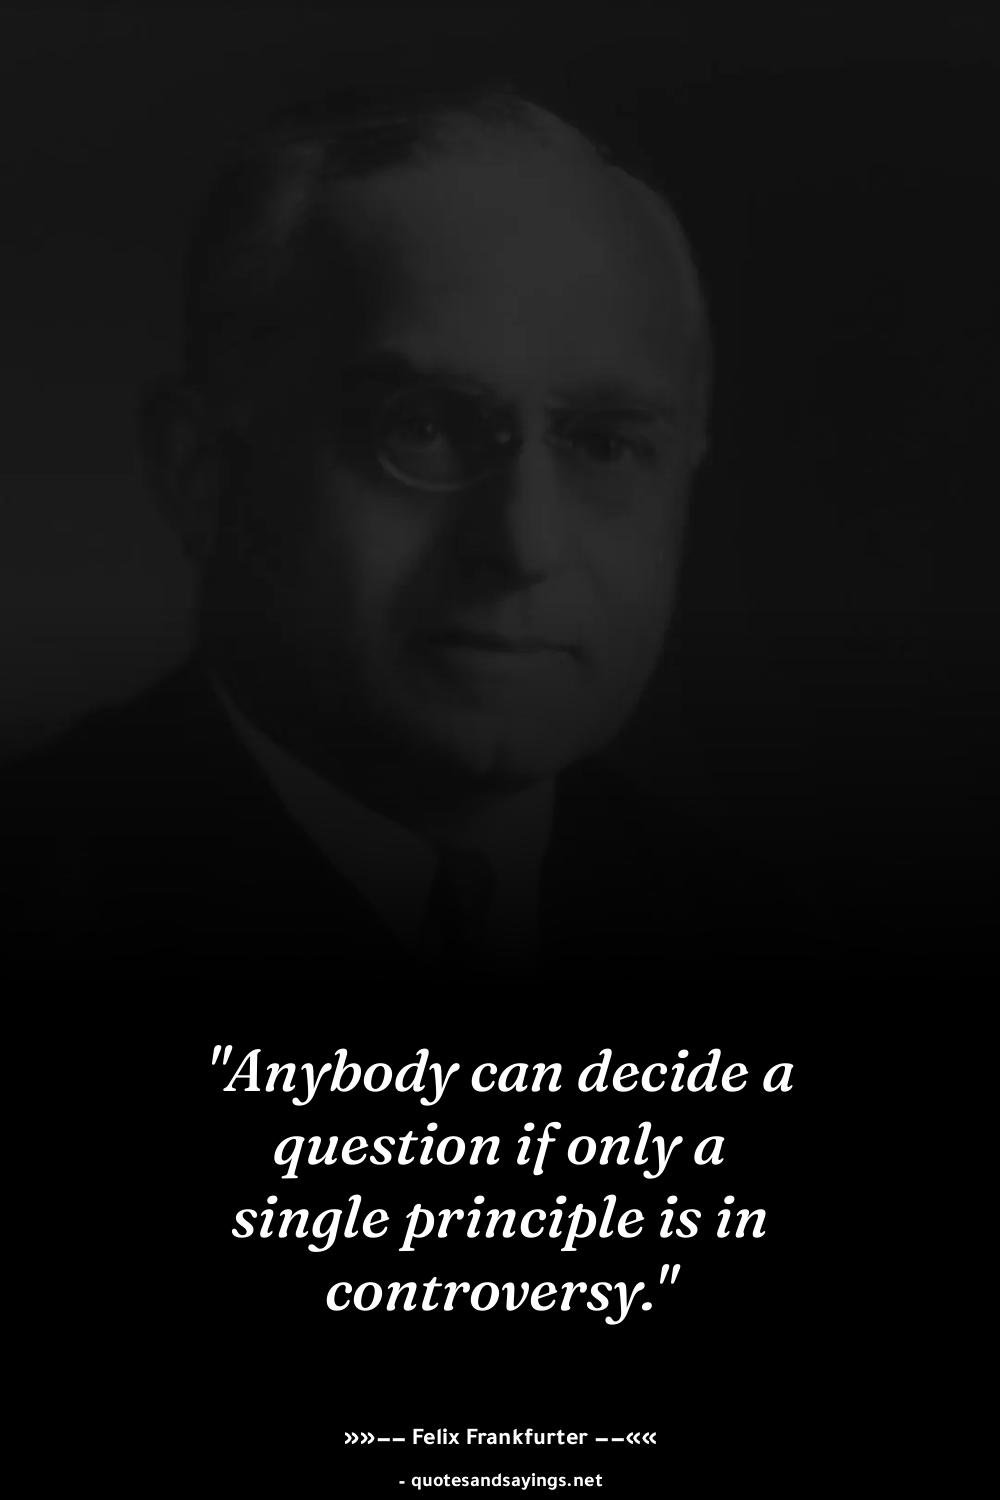 "Anybody can decide a
question if only a
single principle is in
controversy."
»»–– Felix Frankfurter ––««
- quotesandsayings.net